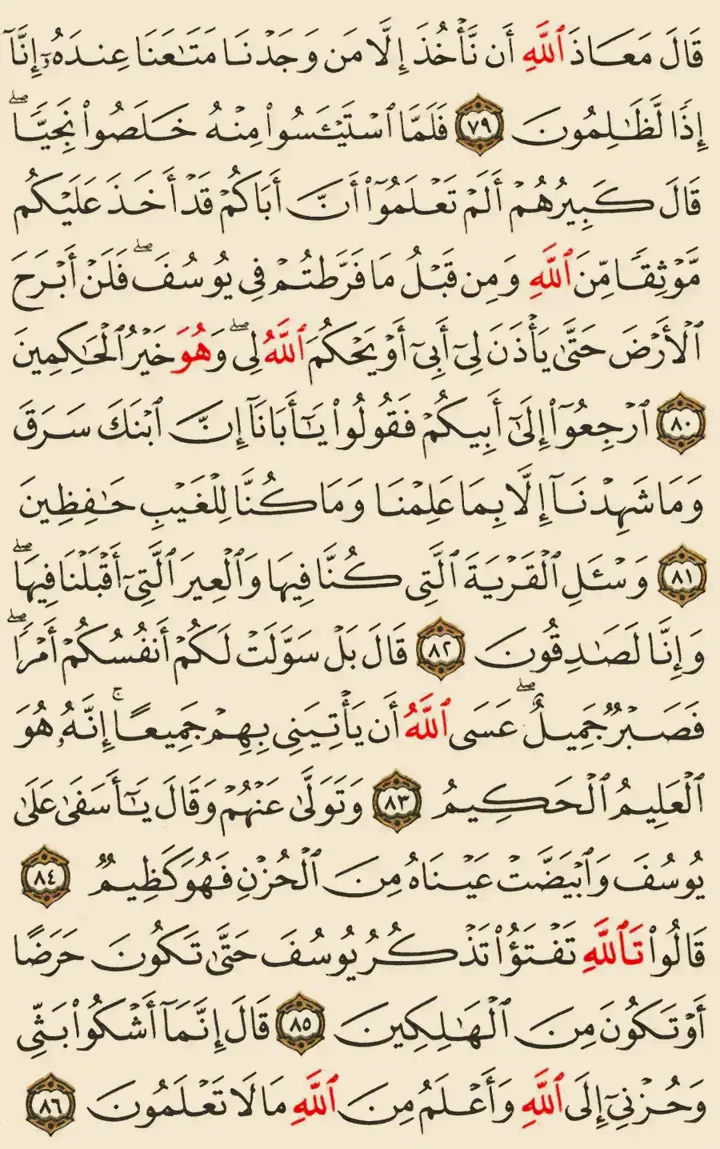 قَالَ مَعَاذَ ٱللَّهِ أَن نَّأۡخُذَ إِلَّا مَن وَجَدۡنَا مَتَٰعَنَا عِندَهُۥٓ إِنَّآ
إِذٗا لَّظَٰلِمُونَ ٧٩ فَلَمَّا ٱسۡتَيۡـَٔسُواْ مِنۡهُ خَلَصُواْ نَجِيّٗاۖ
قَالَ كَبِيرُهُمۡ أَلَمۡ تَعۡلَمُوٓاْ أَنَّ أَبَاكُمۡ قَدۡ أَخَذَ عَلَيۡكُم
مَّوۡثِقٗا مِّنَ ٱللَّهِ وَمِن قَبۡلُ مَا فَرَّطتُمۡ فِي يُوسُفَۖ فَلَنۡ أَبۡرَحَ
ٱلۡأَرۡضَ حَتَّىٰ يَأۡذَنَ لِيٓ أَبِيٓ أَوۡ يَحۡكُمَ ٱللَّهُ لِيۖ وَهُوَ خَيۡرُ ٱلۡحَٰكِمِينَ
٨٠ ٱرۡجِعُوٓاْ إِلَىٰٓ أَبِيكُمۡ فَقُولُواْ يَٰٓأَبَانَآ إِنَّ ٱبۡنَكَ سَرَقَ
وَمَا شَهِدۡنَآ إِلَّا بِمَا عَلِمۡنَا وَمَا كُنَّا لِلۡغَيۡبِ حَٰفِظِينَ
٨١ وَسۡـَٔلِ ٱلۡقَرۡيَةَ ٱلَّتِي كُنَّا فِيهَا وَٱلۡعِيرَ ٱلَّتِيٓ أَقۡبَلۡنَا فِيهَاۖ
وَإِنَّا لَصَٰدِقُونَ ٨٢ قَالَ بَلۡ سَوَّلَتۡ لَكُمۡ أَنفُسُكُمۡ أَمۡرٗاۖ
فَصَبۡرٞ جَمِيلٌۖ عَسَى ٱللَّهُ أَن يَأۡتِيَنِي بِهِمۡ جَمِيعًاۚ إِنَّهُۥ هُوَ
ٱلۡعَلِيمُ ٱلۡحَكِيمُ ٨٣ وَتَوَلَّىٰ عَنۡهُمۡ وَقَالَ يَٰٓأَسَفَىٰ عَلَىٰ
يُوسُفَ وَٱبۡيَضَّتۡ عَيۡنَاهُ مِنَ ٱلۡحُزۡنِ فَهُوَ كَظِيمٞ ٨٤
قَالُواْ تَٱللَّهِ تَفۡتَؤُاْ تَذۡكُرُ يُوسُفَ حَتَّىٰ تَكُونَ حَرَضًا
أَوۡ تَكُونَ مِنَ ٱلۡهَٰلِكِينَ ٨٥ قَالَ إِنَّمَآ أَشۡكُواْ بَثِّي
وَحُزۡنِيٓ إِلَى ٱللَّهِ وَأَعۡلَمُ مِنَ ٱللَّهِ مَا لَا تَعۡلَمُونَ ٨٦